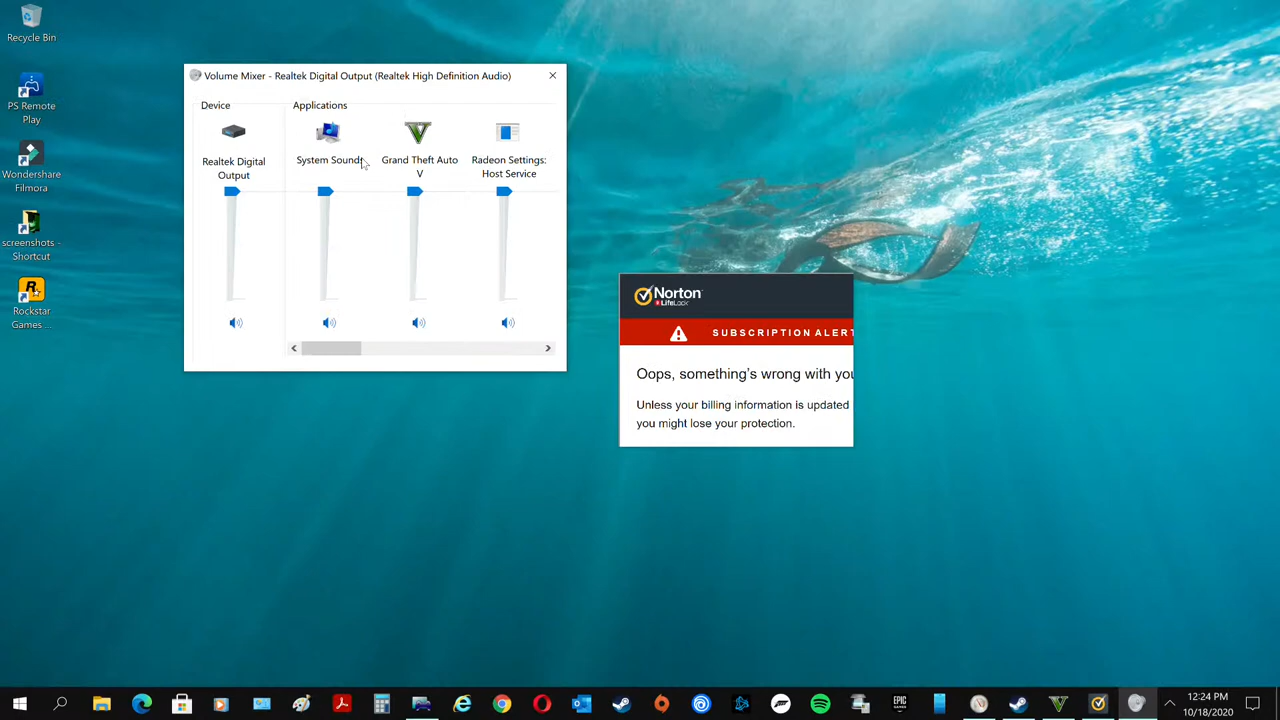 Recycle Bin
PS Remote
Play
Wondershare
Filmora
screenshots -
Shortcut
Rockstar
Games ...
Volume Mixer - Realtek Digital Output (Realtek High Definition Audio)
Device
Applications
Realtek Digital
Output
System Sounds
Grand Theft Auto
V
Radeon Settings:
Host Service
Norton
LifeLock
SUBSCRIPTION ALERT
Oops, something's wrong with you
Unless your billing information is updated
you might lose your protection.
EPIC
GAMES
12:24 PM
10/18/2020